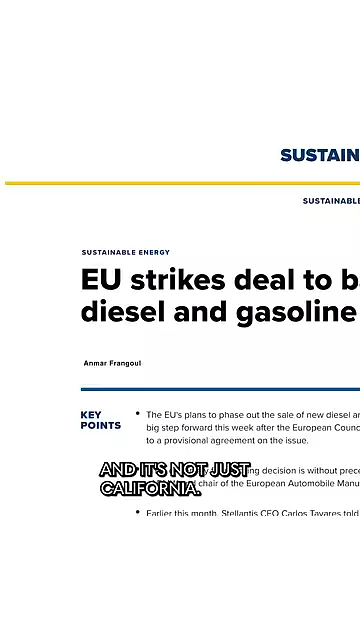 SUSTAIN
SUSTAINABLE
SUSTAINABLE ENERGY
EU strikes deal to b
diesel and gasoline
Anmar Frangoul
KEY
POINTS
• The EU's plans to phase out the sale of new diesel a
big step forward this week after the European Counc
to a provisional agreement on the issue.
ng decision is without prece
chair of the European Automobile Manu
AND IT'S NOT JUST
CALIFORNIA.
• Earlier this month, Stellantis CEO Carlos Tavares told